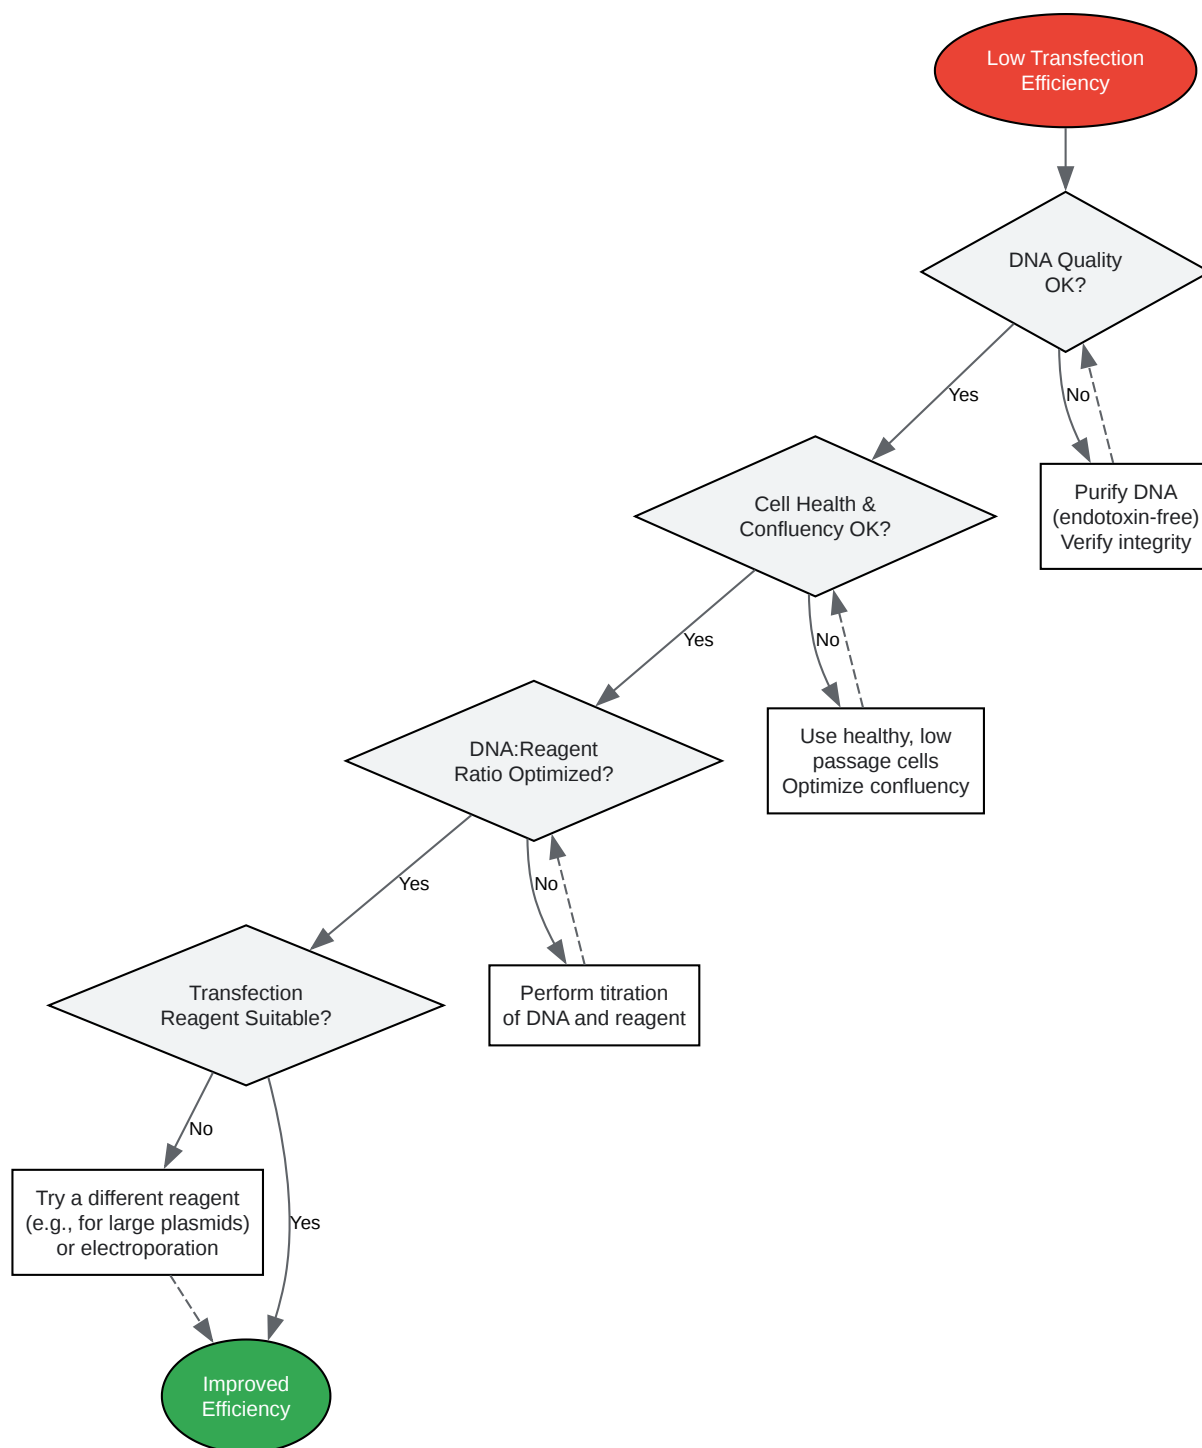 Low Transfection
Efficiency
DNA Quality
OK?
Yes
No
Purify DNA
(endotoxin-free)
Verify integrity
Cell Health &
Confluency OK?
Yes
No
Use healthy, low
passage cells
Optimize confluency
DNA:Reagent
Ratio Optimized?
Yes
No
Perform titration
of DNA and reagent
Transfection
Reagent Suitable?
No
Yes
Try a different reagent
(e.g., for large plasmids)
or electroporation
Improved
Efficiency